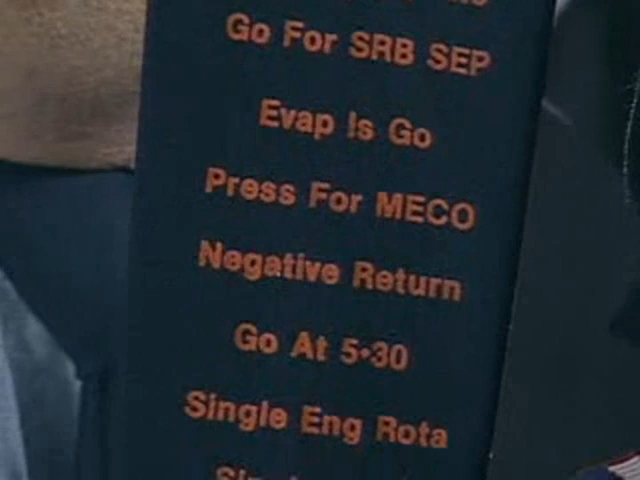 Go For SRB SEP
Evap Is Go
Press For MECO
Negative Return
Go At 5•30
Single Eng Rota